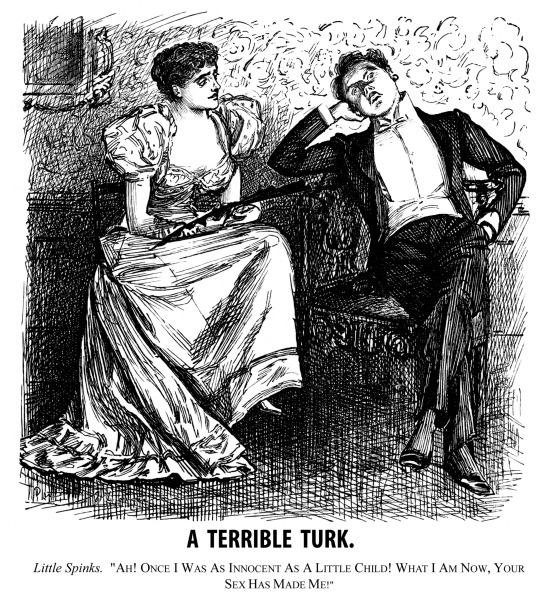 A TERRIBLE TURK.
Little Spinks. "AH! ONCE I WAS AS INNOCENT AS A LITTLE CHILD! WHAT I AM NOW, YOUR
SEX HAS MADE ME!"